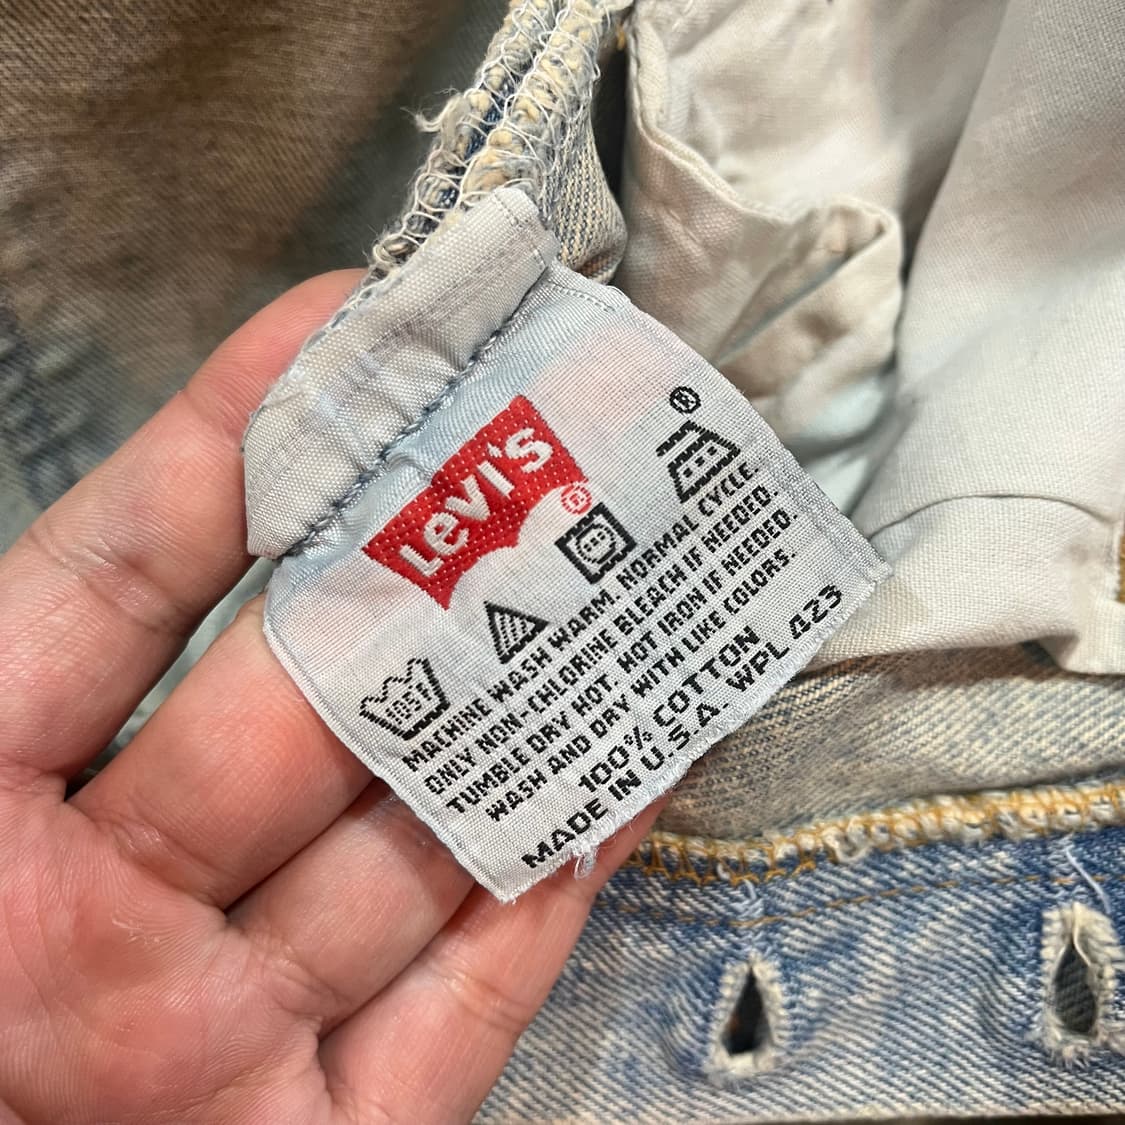 Levi's®
®
105F
MACHINE WASH WARM, NORMAL CYCLE.
ONLY NON-CHLORINE BLEACH IF NEEDED.
TUMBLE DRY HOT. HOT IRON IF NEEDED.
WASH AND DRY WITH LIKE COLORS.
100% COTTON
MADE IN U.S.A. WPL 423